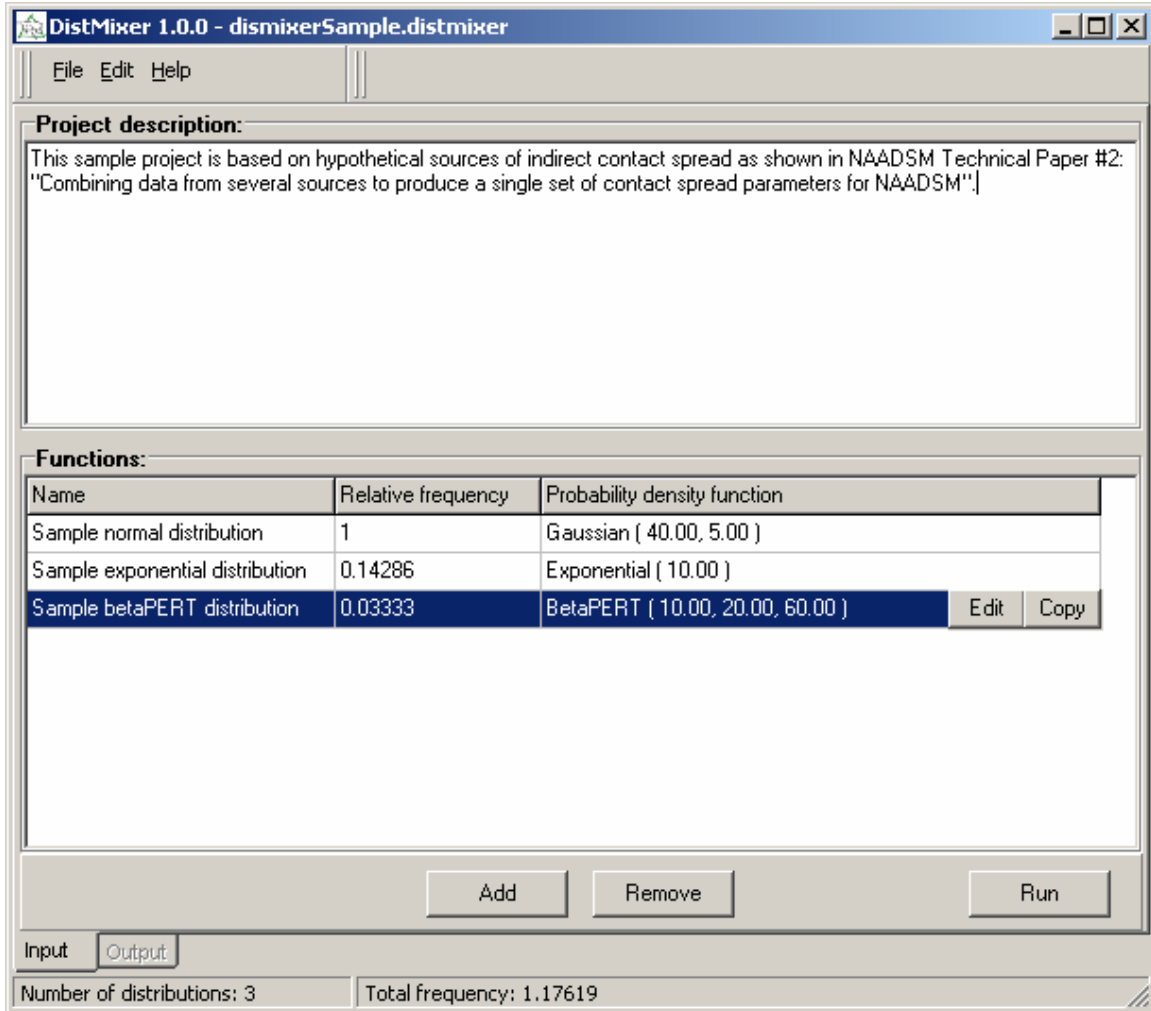 DistMixer 1.0.0 - dismixerSample.distmixer
File Edit Help
Project description:
This sample project is based on hypothetical sources of indirect contact spread as shown in NAADSM Technical Paper #2:
"Combining data from several sources to produce a single set of contact spread parameters for NAADSM".
Functions:
Name Relative frequency Probability density function
Sample normal distribution 1 Gaussian ( 40.00, 5.00 )
Sample exponential distribution 0.14286 Exponential ( 10.00 )
Sample betaPERT distribution 0.03333 BetaPERT ( 10.00, 20.00, 60.00 ) Edit Copy
Add Remove Run
Input Output
Number of distributions: 3 Total frequency: 1.17619